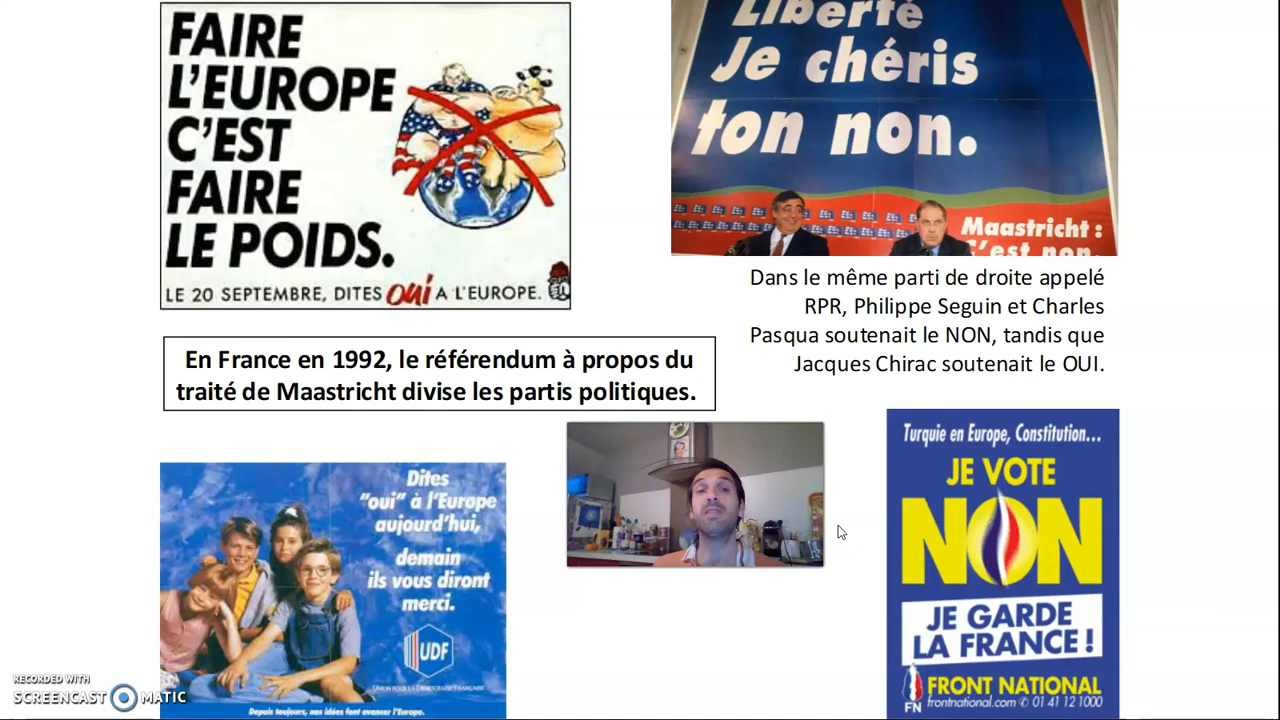 FAIRE
L'EUROPE
C'EST
FAIRE
LE POIDS.
LE 20 SEPTEMBRE, DITES oui A L'EUROPE.
Liberté
Je chéris
ton non.
Maastricht :
C'est non.
Dans le même parti de droite appelé
RPR, Philippe Seguin et Charles
Pasqua soutenait le NON, tandis que
Jacques Chirac soutenait le OUI.
En France en 1992, le référendum à propos du
traité de Maastricht divise les partis politiques.
Dites
"oui" à l'Europe
aujourd'hui,
demain
ils vous diront
merci.
UDF
UNION POUR LA DÉMOCRATIE FRANÇAISE
Depuis toujours, nos idées font avancer l'Europe.
Turquie en Europe, Constitution...
JE VOTE
NON
JE GARDE
LA FRANCE !
FN
FRONT NATIONAL
frontnational.com ✆ 01 41 12 1000
RECORDED WITH
SCREENCAST MATIC